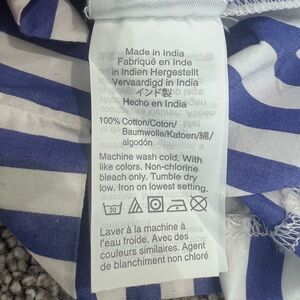 Made in India
Fabriqué en Inde
in Indien Hergestellt
Vervaardigd in India
インド製
Hecho en India
100% Cotton/Coton/
Baumwolle/Katoen/綿/
algodón
Machine wash cold. With
like colors. Non-chlorine
bleach only. Tumble dry
low. Iron on lowest setting.
Laver à la machine à
l'eau froide. Avec des
couleurs similaires. Agent
de blanchiment non chloré